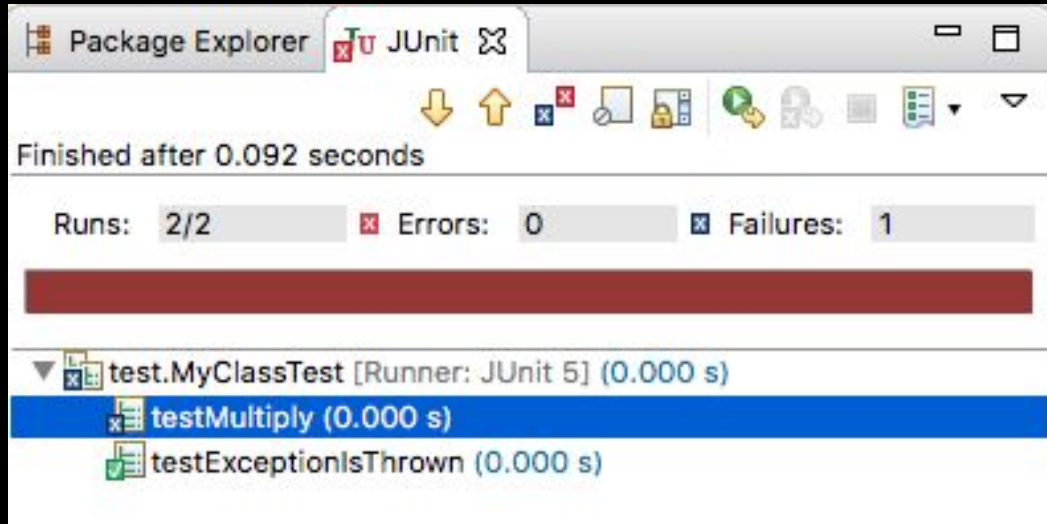 Package Explorer JUnit
Finished after 0.092 seconds
Runs: 2/2 Errors: 0 Failures: 1
test.MyClassTest [Runner: JUnit 5] (0.000 s)
testMultiply (0.000 s)
testExceptionIsThrown (0.000 s)